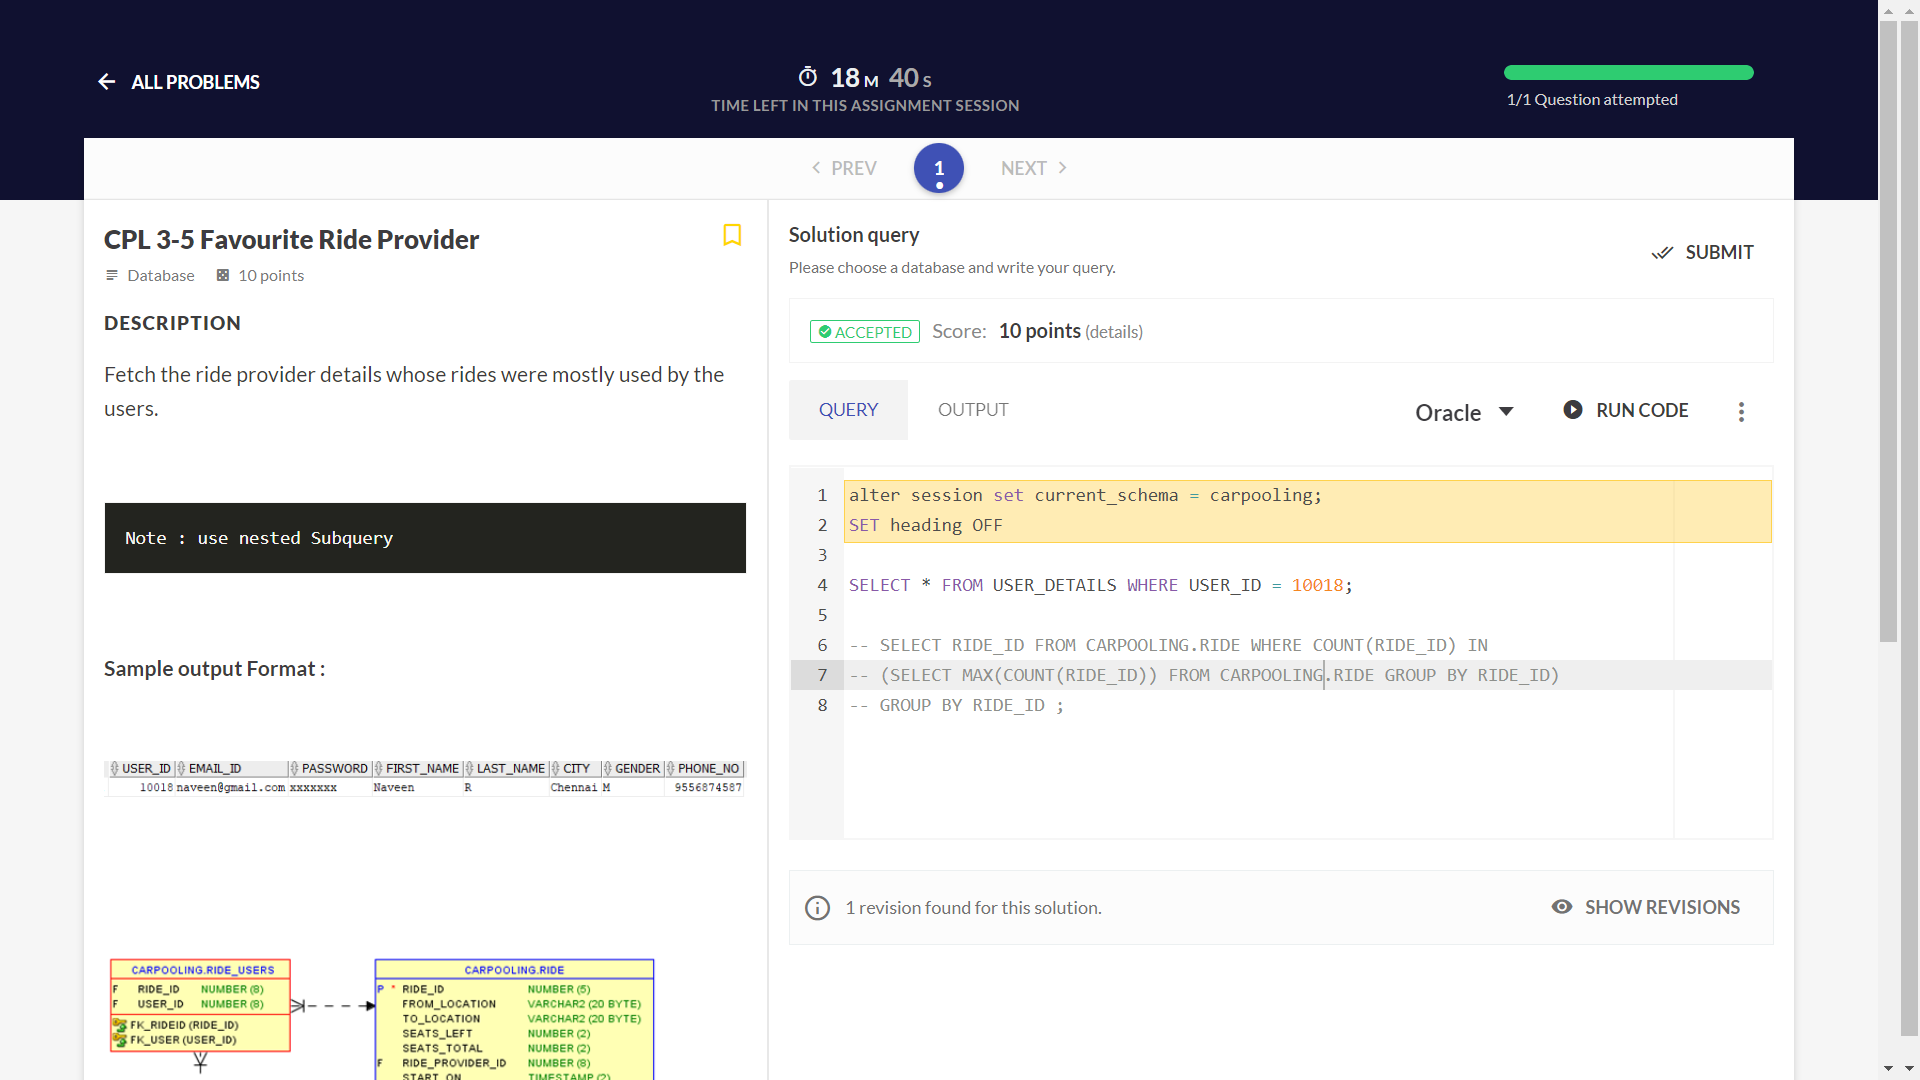 ALL PROBLEMS
18 M 40 S
TIME LEFT IN THIS ASSIGNMENT SESSION
1/1 Question attempted
PREV
1
NEXT
CPL 3-5 Favourite Ride Provider
Database 10 points
DESCRIPTION
Fetch the ride provider details whose rides were mostly used by the
users.
Note : use nested Subquery
Sample output Format :
USER_ID EMAIL_ID PASSWORD FIRST_NAME LAST_NAME CITY GENDER PHONE_NO
10018 naveen@gmail.com xxxxxxx Naveen R Chennai M 9556874587
CARPOOLING.RIDE_USERS
F RIDE_ID NUMBER (8)
F USER_ID NUMBER (8)
FK_RIDEID (RIDE_ID)
FK_USER (USER_ID)
CARPOOLING.RIDE
P * RIDE_ID NUMBER (5)
FROM_LOCATION VARCHAR2 (20 BYTE)
TO_LOCATION VARCHAR2 (20 BYTE)
SEATS_LEFT NUMBER (2)
SEATS_TOTAL NUMBER (2)
F RIDE_PROVIDER_ID NUMBER (8)
START_ON TIMESTAMP (2)
Solution query
Please choose a database and write your query.
SUBMIT
ACCEPTED Score: 10 points (details)
QUERY
OUTPUT
Oracle
RUN CODE
1 alter session set current_schema = carpooling;
2 SET heading OFF
3
4 SELECT * FROM USER_DETAILS WHERE USER_ID = 10018;
5
6 -- SELECT RIDE_ID FROM CARPOOLING.RIDE WHERE COUNT(RIDE_ID) IN
7 -- (SELECT MAX(COUNT(RIDE_ID)) FROM CARPOOLING.RIDE GROUP BY RIDE_ID)
8 -- GROUP BY RIDE_ID ;
1 revision found for this solution.
SHOW REVISIONS